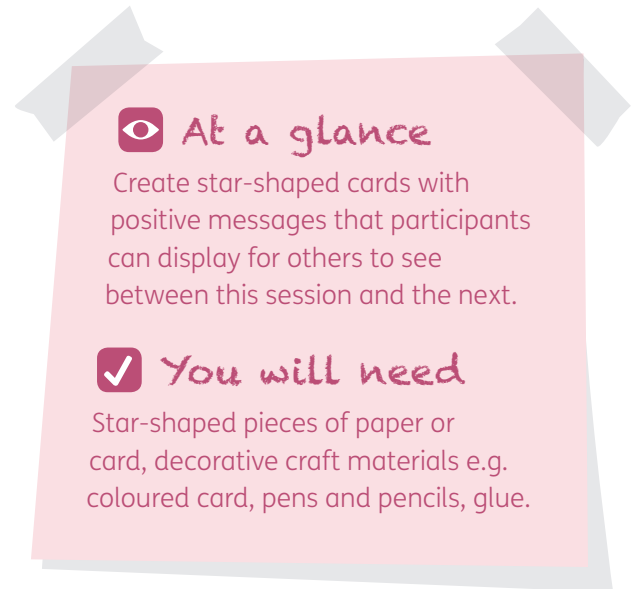 At a glance
Create star-shaped cards with
positive messages that participants
can display for others to see
between this session and the next.
You will need
Star-shaped pieces of paper or
card, decorative craft materials e.g.
coloured card, pens and pencils, glue.